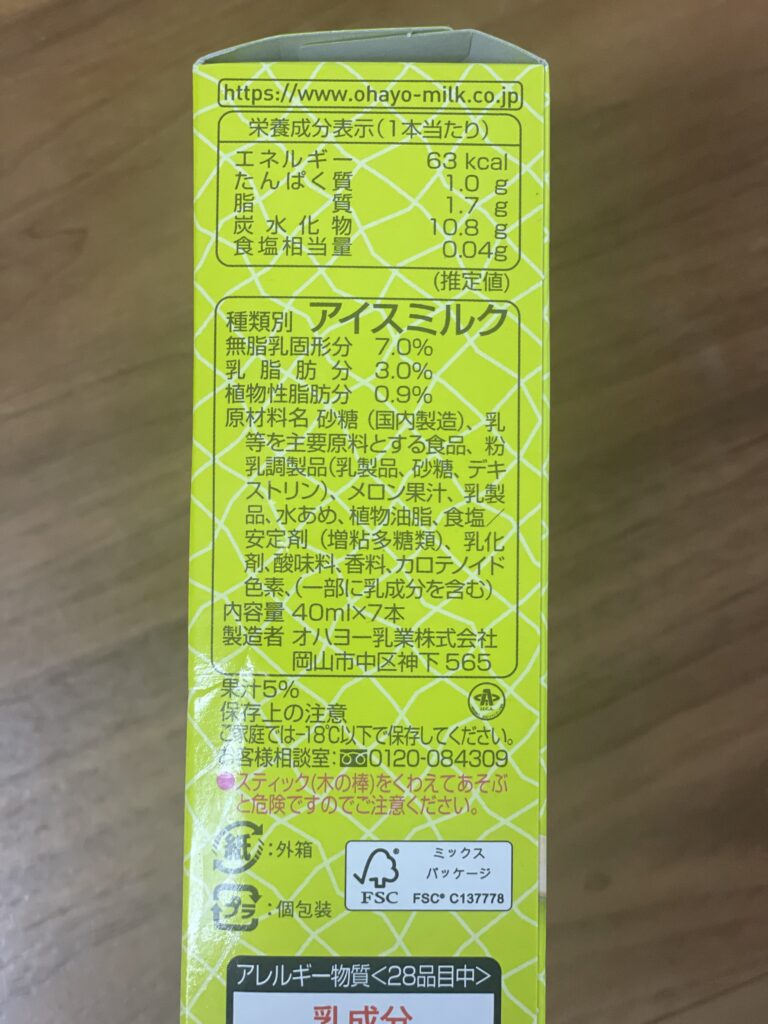 https://www.ohayo-milk.co.jp
栄養成分表示(1本当たり)
エネルギー 63 kcal
たんぱく質 1.0 g
脂質 1.7 g
炭水化物 10.8 g
食塩相当量 0.04g
(推定値)
種類別 アイスミルク
無脂乳固形分 7.0%
乳脂肪分 3.0%
植物性脂肪分 0.9%
原材料名 砂糖(国内製造)、乳
等を主要原料とする食品、粉
乳調製品(乳製品、砂糖、デキ
ストリン)、メロン果汁、乳製
品、水あめ、植物油脂、食塩/
安定剤(増粘多糖類)、乳化
剤、酸味料、香料、カロテノイド
色素、(一部に乳成分を含む)
内容量 40ml×7本
製造者 オハヨー乳業株式会社
岡山市中区神下565
果汁5%
保存上の注意
ご家庭では-18℃以下で保存してください。
お客様相談室:0120-084309
●スティック(木の棒)をくわえてあそぶ
と危険ですのでご注意ください。
紙:外箱
プラ:個包装
FSC
ミックス
パッケージ
FSC® C137778
アレルギー物質<28品目中>
乳成分